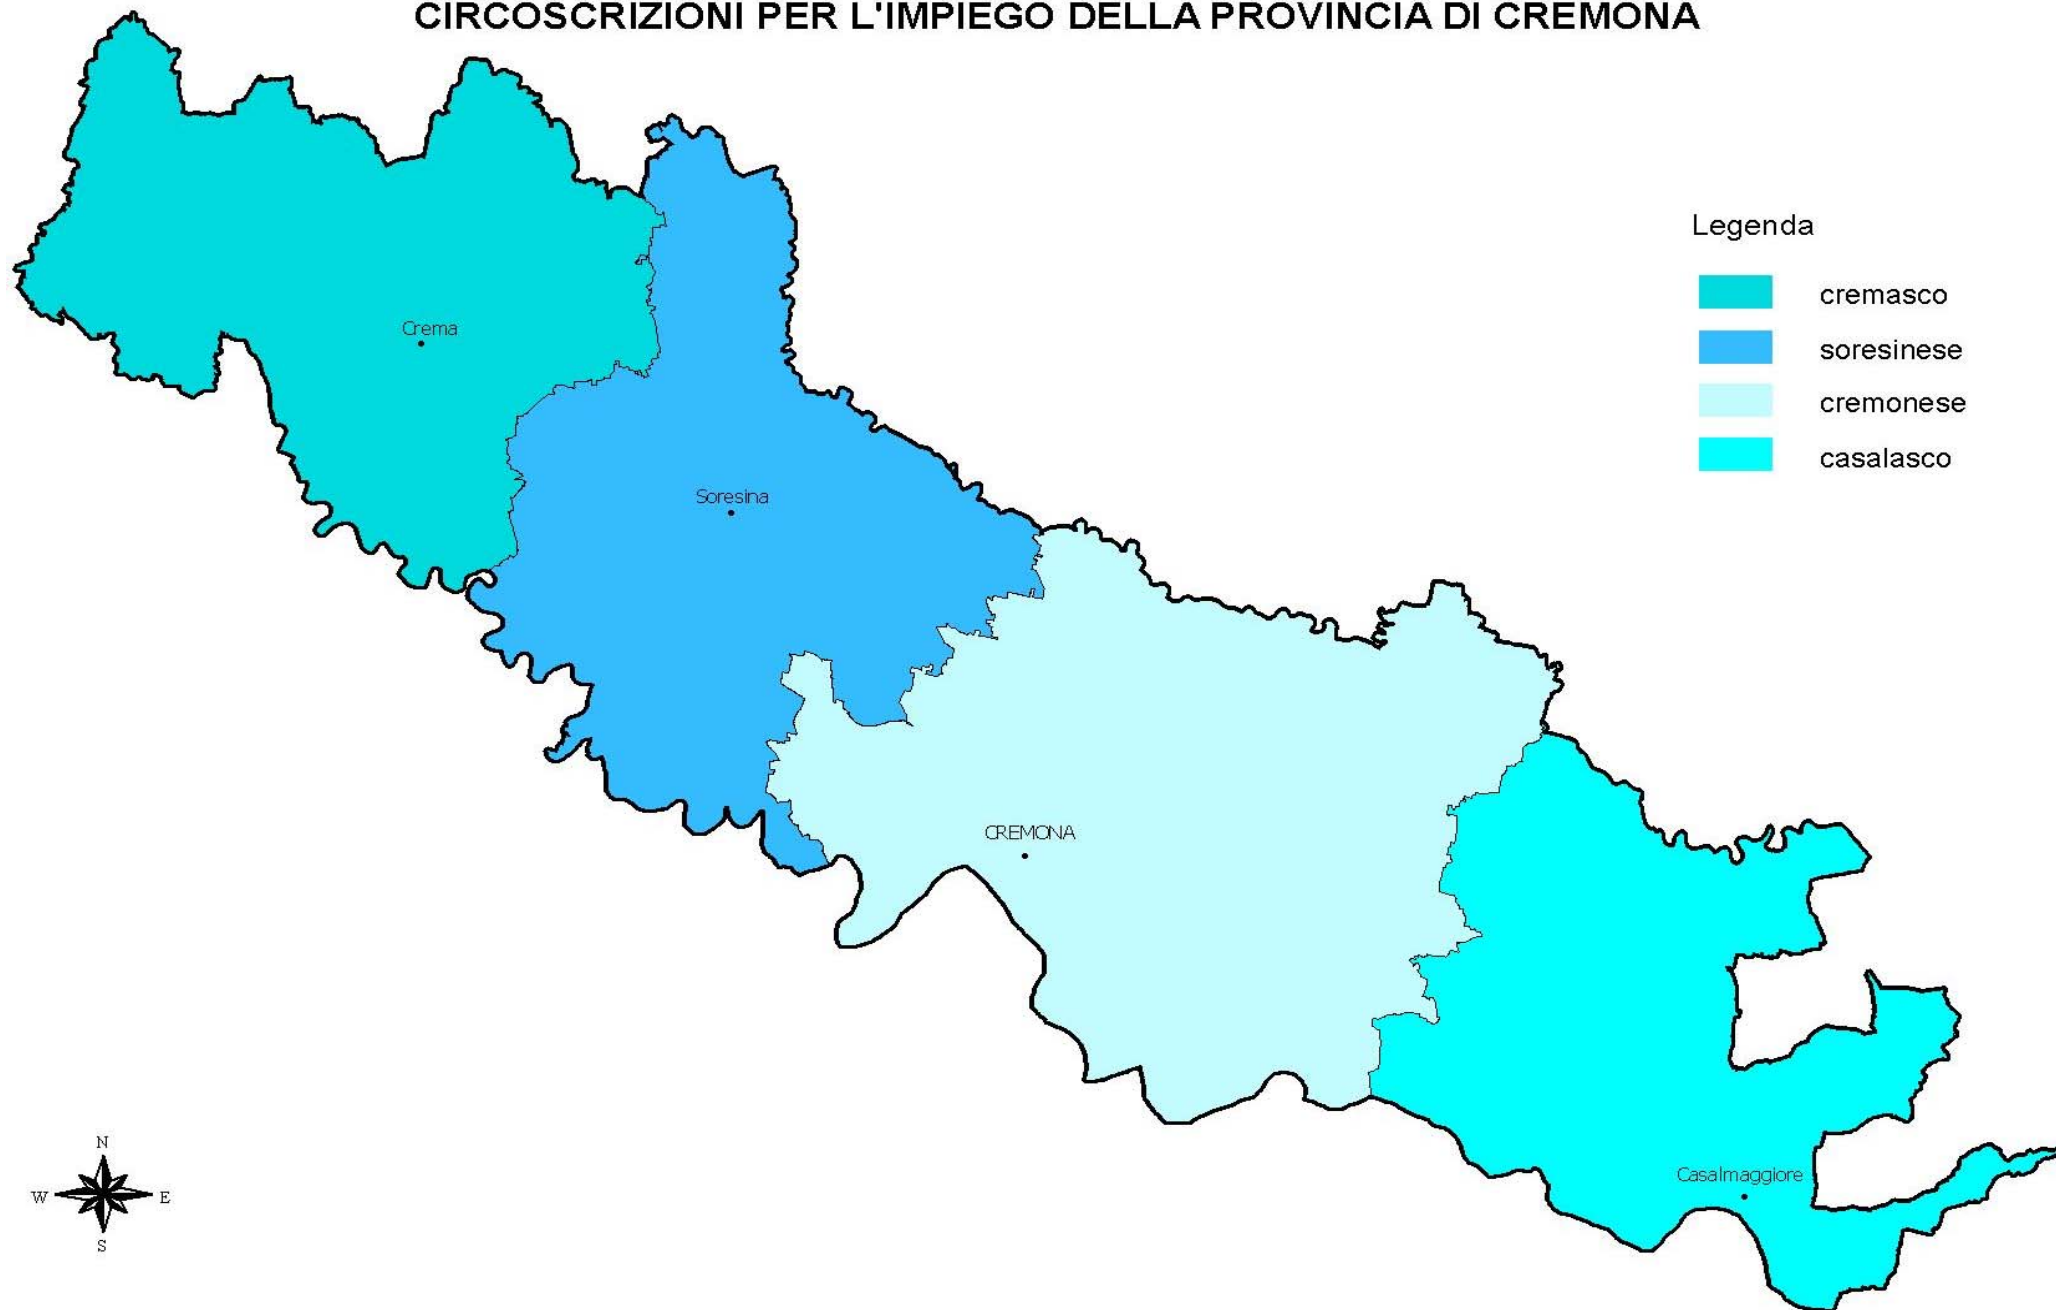 CIRCOSCRIZIONI PER L'IMPIEGO DELLA PROVINCIA DI CREMONA
Legenda
cremasco
soresinese
cremonese
casalasco
Crema
Soresina
CREMONA
Casalmaggiore
N
W E
S